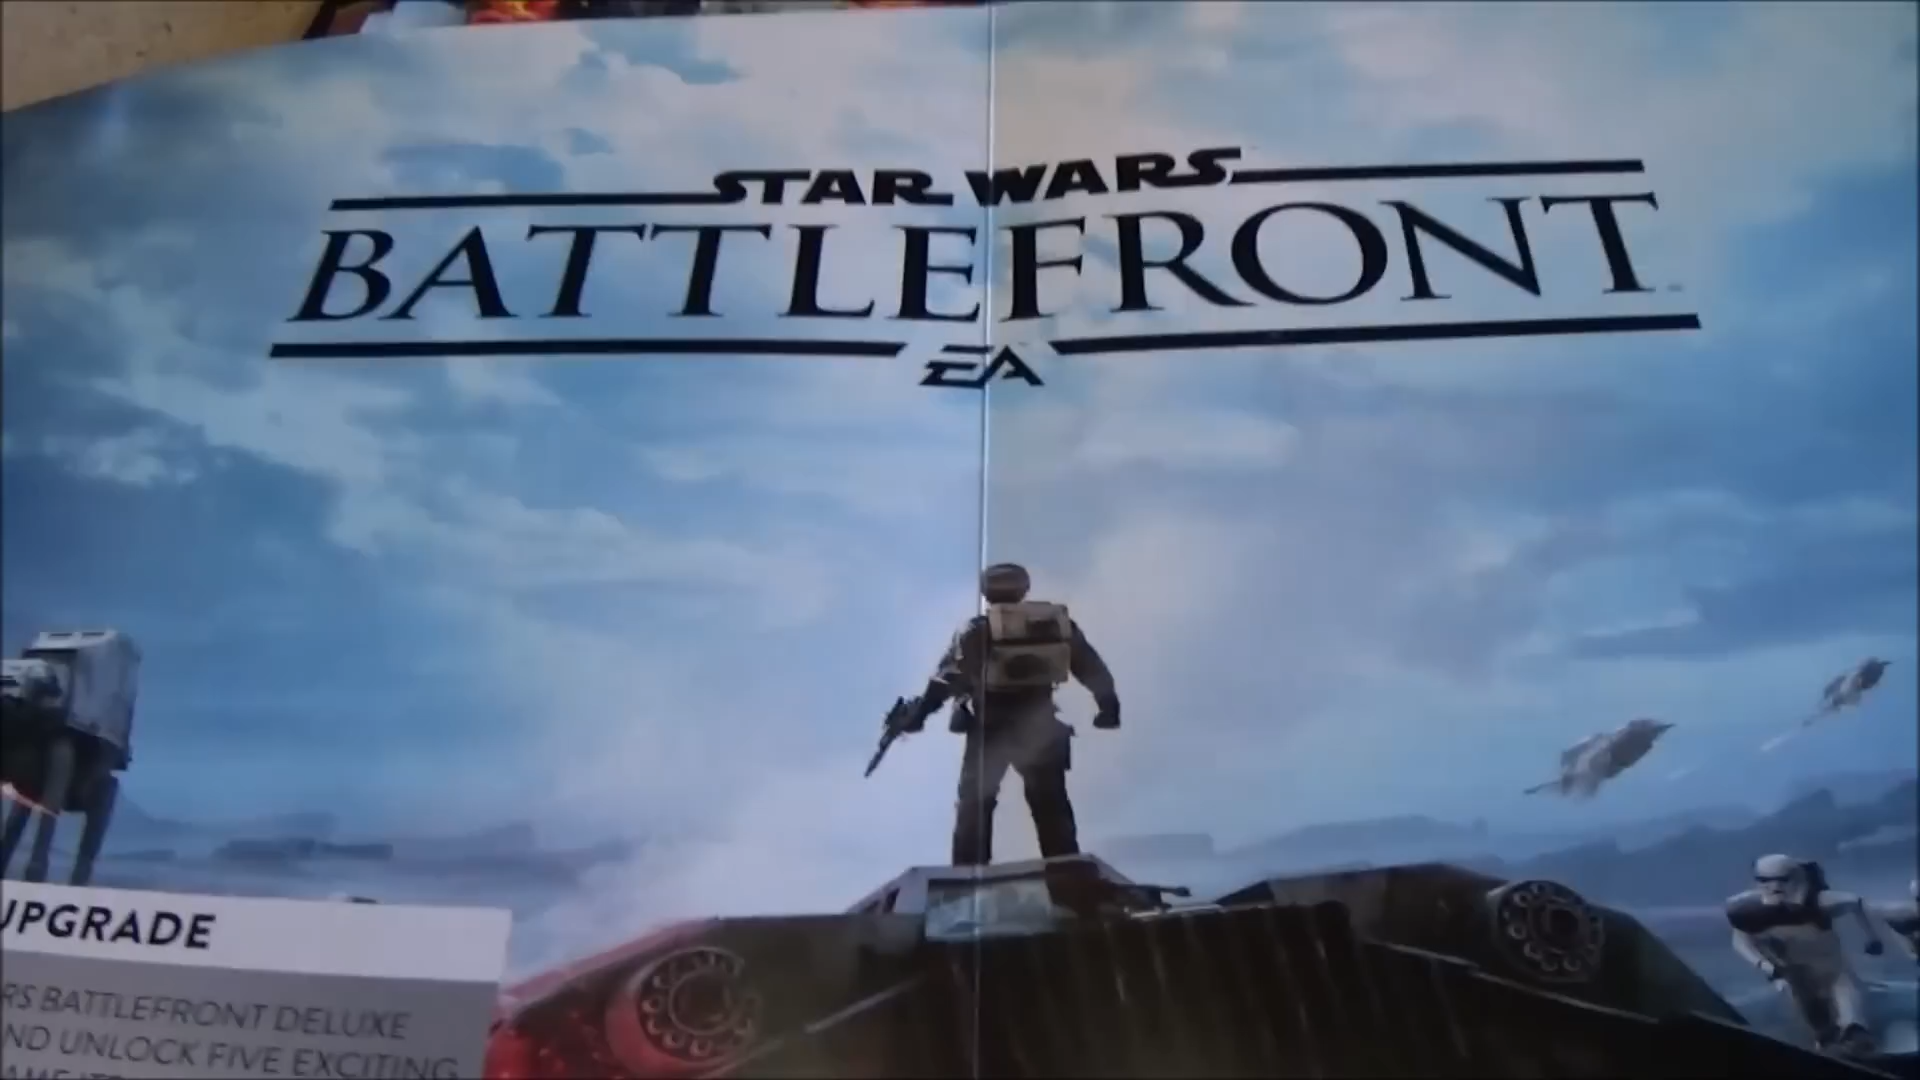 STAR WARS
BATTLEFRONT
EA
UPGRADE
RS BATTLEFRONT DELUXE
ND UNLOCK FIVE EXCITING